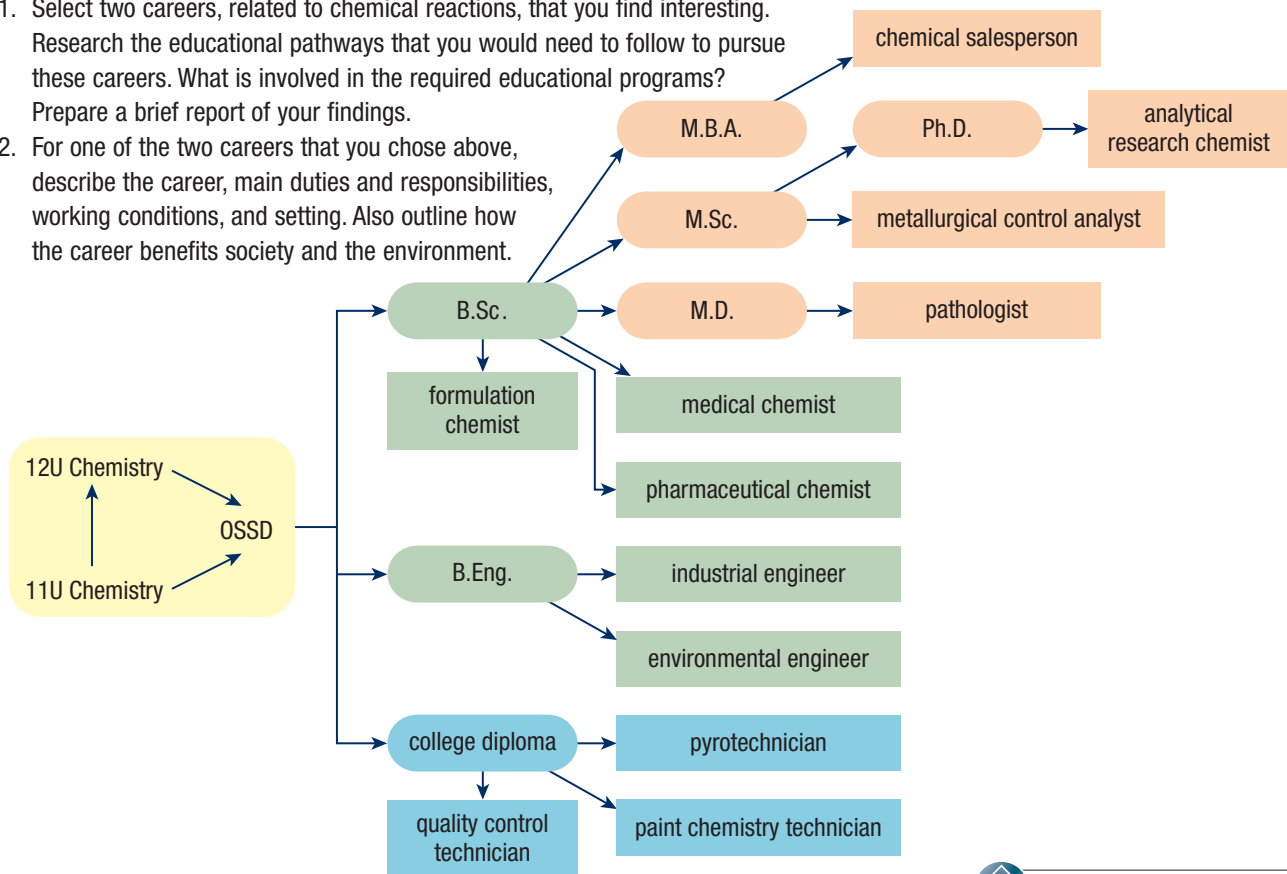 1. Select two careers, related to chemical reactions, that you find interesting.
Research the educational pathways that you would need to follow to pursue
these careers. What is involved in the required educational programs?
Prepare a brief report of your findings.
2. For one of the two careers that you chose above,
describe the career, main duties and responsibilities,
working conditions, and setting. Also outline how
the career benefits society and the environment.
chemical salesperson
M.B.A.
Ph.D.
analytical
research chemist
M.Sc.
metallurgical control analyst
B.Sc.
M.D.
pathologist
formulation
chemist
medical chemist
pharmaceutical chemist
12U Chemistry
OSSD
11U Chemistry
B.Eng.
industrial engineer
environmental engineer
college diploma
pyrotechnician
quality control
technician
paint chemistry technician